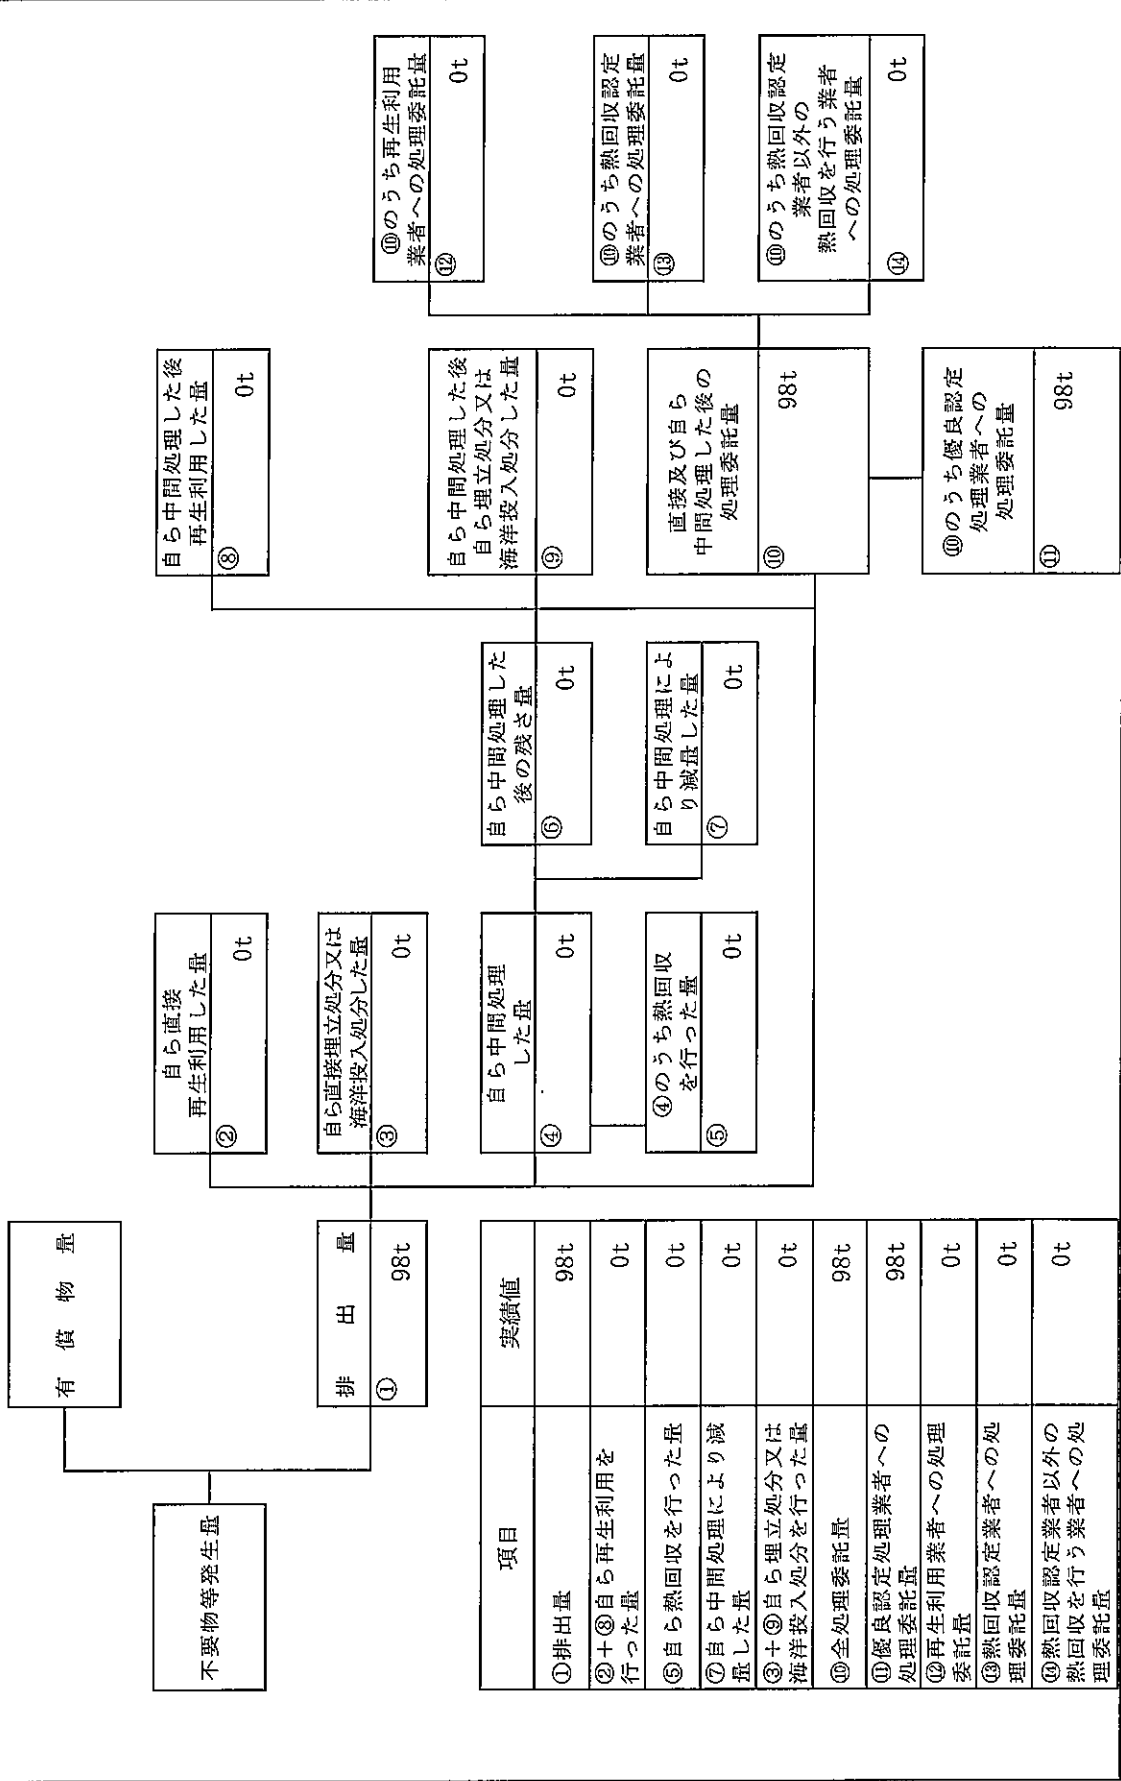 不要物等発生量
有償物量
排出量
① 98t
自ら直接
再生利用した量
② 0t
自ら直接埋立処分又は
海洋投入処分した量
③ 0t
自ら中間処理
した量
④ 0t
④のうち熱回収
を行った量
⑤ 0t
自ら中間処理した
後の残さ量
⑥ 0t
自ら中間処理によ
り減量した量
⑦ 0t
自ら中間処理した後
再生利用した量
⑧ 0t
自ら中間処理した後
自ら埋立処分又は
海洋投入処分した量
⑨ 0t
直接及び自ら
中間処理した後の
処理委託量
⑩ 98t
⑩のうち優良認定
処理業者への
処理委託量
⑪ 98t
⑩のうち再生利用
業者への処理委託量
⑫ 0t
⑩のうち熱回収認定
業者への処理委託量
⑬ 0t
⑩のうち熱回収認定
業者以外の
熱回収を行う業者
への処理委託量
⑭ 0t
項目 実績値
①排出量 98t
②+⑧自ら再生利用を
行った量 0t
⑤自ら熱回収を行った量 0t
⑦自ら中間処理により減
量した量 0t
③+⑨自ら埋立処分又は
海洋投入処分を行った量 0t
⑩全処理委託量 98t
⑪優良認定処理業者への
処理委託量 98t
⑫再生利用業者への処理
委託量 0t
⑬熱回収認定業者への処
理委託量 0t
⑭熱回収認定業者以外の
熱回収を行う業者への処
理委託量 0t